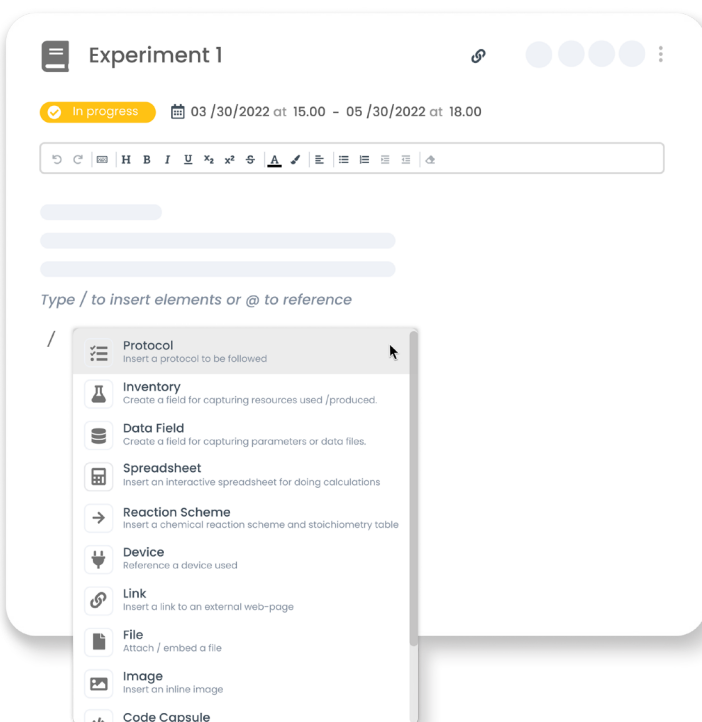 Experiment 1
In progress 03 /30/2022 at 15.00 - 05 /30/2022 at 18.00
H B I U x₂ x² S A
Type / to insert elements or @ to reference
/
Protocol
Insert a protocol to be followed
Inventory
Create a field for capturing resources used /produced.
Data Field
Create a field for capturing parameters or data files.
Spreadsheet
Insert an interactive spreadsheet for doing calculations
Reaction Scheme
Insert a chemical reaction scheme and stoichiometry table
Device
Reference a device used
Link
Insert a link to an external web-page
File
Attach / embed a file
Image
Insert an inline image
Code Capsule